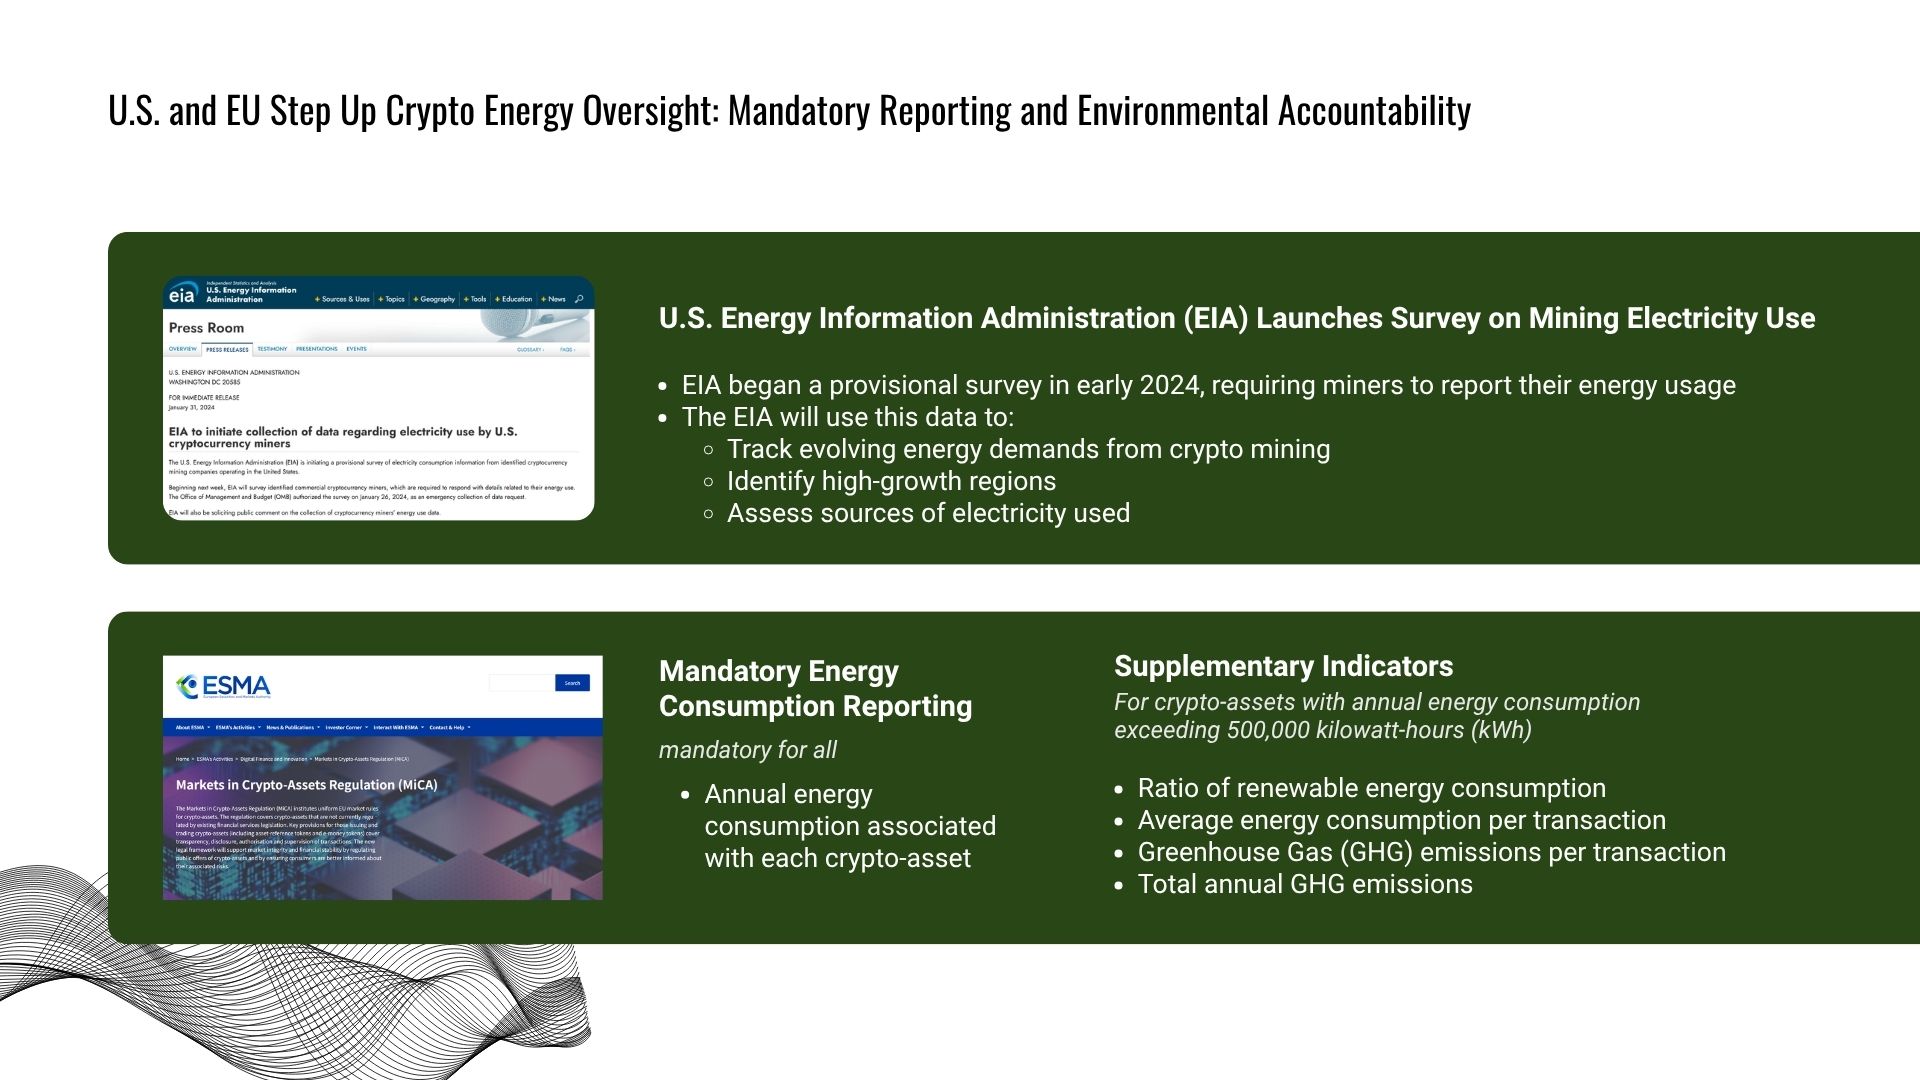 U.S. and EU Step Up Crypto Energy Oversight: Mandatory Reporting and Environmental Accountability
eia
Independent Statistics and Analysis
U.S. Energy Information
Administration
+ Sources & Uses + Topics + Geography + Tools + Education + News
Press Room
OVERVIEW PRESS RELEASES TESTIMONY PRESENTATIONS EVENTS GLOSSARY › FAQS ›
U.S. ENERGY INFORMATION ADMINISTRATION
WASHINGTON DC 20585
FOR IMMEDIATE RELEASE
January 31, 2024
EIA to initiate collection of data regarding electricity use by U.S.
cryptocurrency miners
The U.S. Energy Information Administration (EIA) is initiating a provisional survey of electricity consumption information from identified cryptocurrency
mining companies operating in the United States.
Beginning next week, EIA will survey identified commercial cryptocurrency miners, which are required to respond with details related to their energy use.
The Office of Management and Budget (OMB) authorized the survey on January 26, 2024, as an emergency collection of data request.
EIA will also be soliciting public comment on the collection of cryptocurrency miners' energy use data.
U.S. Energy Information Administration (EIA) Launches Survey on Mining Electricity Use
• EIA began a provisional survey in early 2024, requiring miners to report their energy usage
• The EIA will use this data to:
○ Track evolving energy demands from crypto mining
○ Identify high-growth regions
○ Assess sources of electricity used
ESMA
European Securities and Markets Authority
Search
About ESMA ESMA's Activities News & Publications Investor Corner Interact With ESMA Contact & Help
Home > ESMA's Activities > Digital Finance and Innovation > Markets in Crypto-Assets Regulation (MiCA)
Markets in Crypto-Assets Regulation (MiCA)
The Markets in Crypto-Assets Regulation (MiCA) institutes uniform EU market rules
for crypto-assets. The regulation covers crypto-assets that are not currently regu
lated by existing financial services legislation. Key provisions for those issuing and
trading crypto-assets (including asset-reference tokens and e-money tokens) cover
transparency, disclosure, authorisation and supervision of transactions. The new
legal framework will support market integrity and financial stability by regulating
public offers of crypto-assets and by ensuring consumers are better informed about
their associated risks.
Mandatory Energy
Consumption Reporting
mandatory for all
• Annual energy
consumption associated
with each crypto-asset
Supplementary Indicators
For crypto-assets with annual energy consumption
exceeding 500,000 kilowatt-hours (kWh)
• Ratio of renewable energy consumption
• Average energy consumption per transaction
• Greenhouse Gas (GHG) emissions per transaction
• Total annual GHG emissions